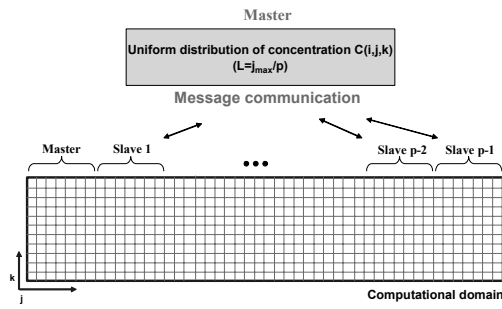 Master
Uniform distribution of concentration C(i,j,k)
(L=jmax/p)
Message communication
Master Slave 1 ••• Slave p-2 Slave p-1
k
j
Computational domain